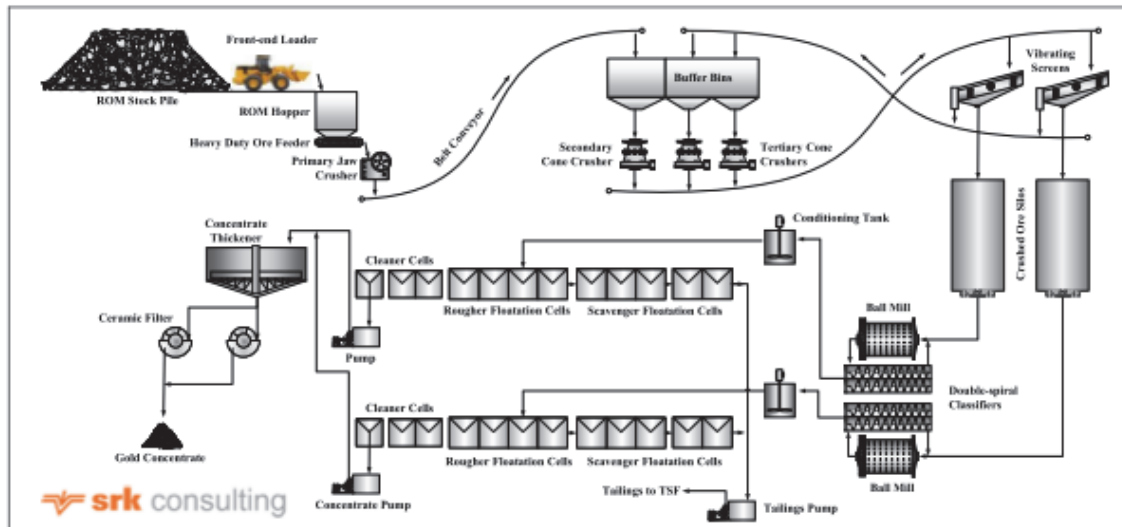 Front-end Loader
ROM Stock Pile
ROM Hopper
Heavy Duty Ore Feeder
Primary Jaw
Crusher
Belt Conveyor
Buffer Bins
Secondary
Cone Crusher
Tertiary Cone
Crushers
Vibrating
Screens
Crushed Ore Silos
Concentrate
Thickener
Conditioning Tank
Cleaner Cells
Rougher Floatation Cells
Scavenger Floatation Cells
Ball Mill
Ceramic Filter
Pump
Double-spiral
Classifiers
Cleaner Cells
Rougher Floatation Cells
Scavenger Floatation Cells
Ball Mill
Gold Concentrate
Concentrate Pump
Tailings to TSF
Tailings Pump
srk consulting